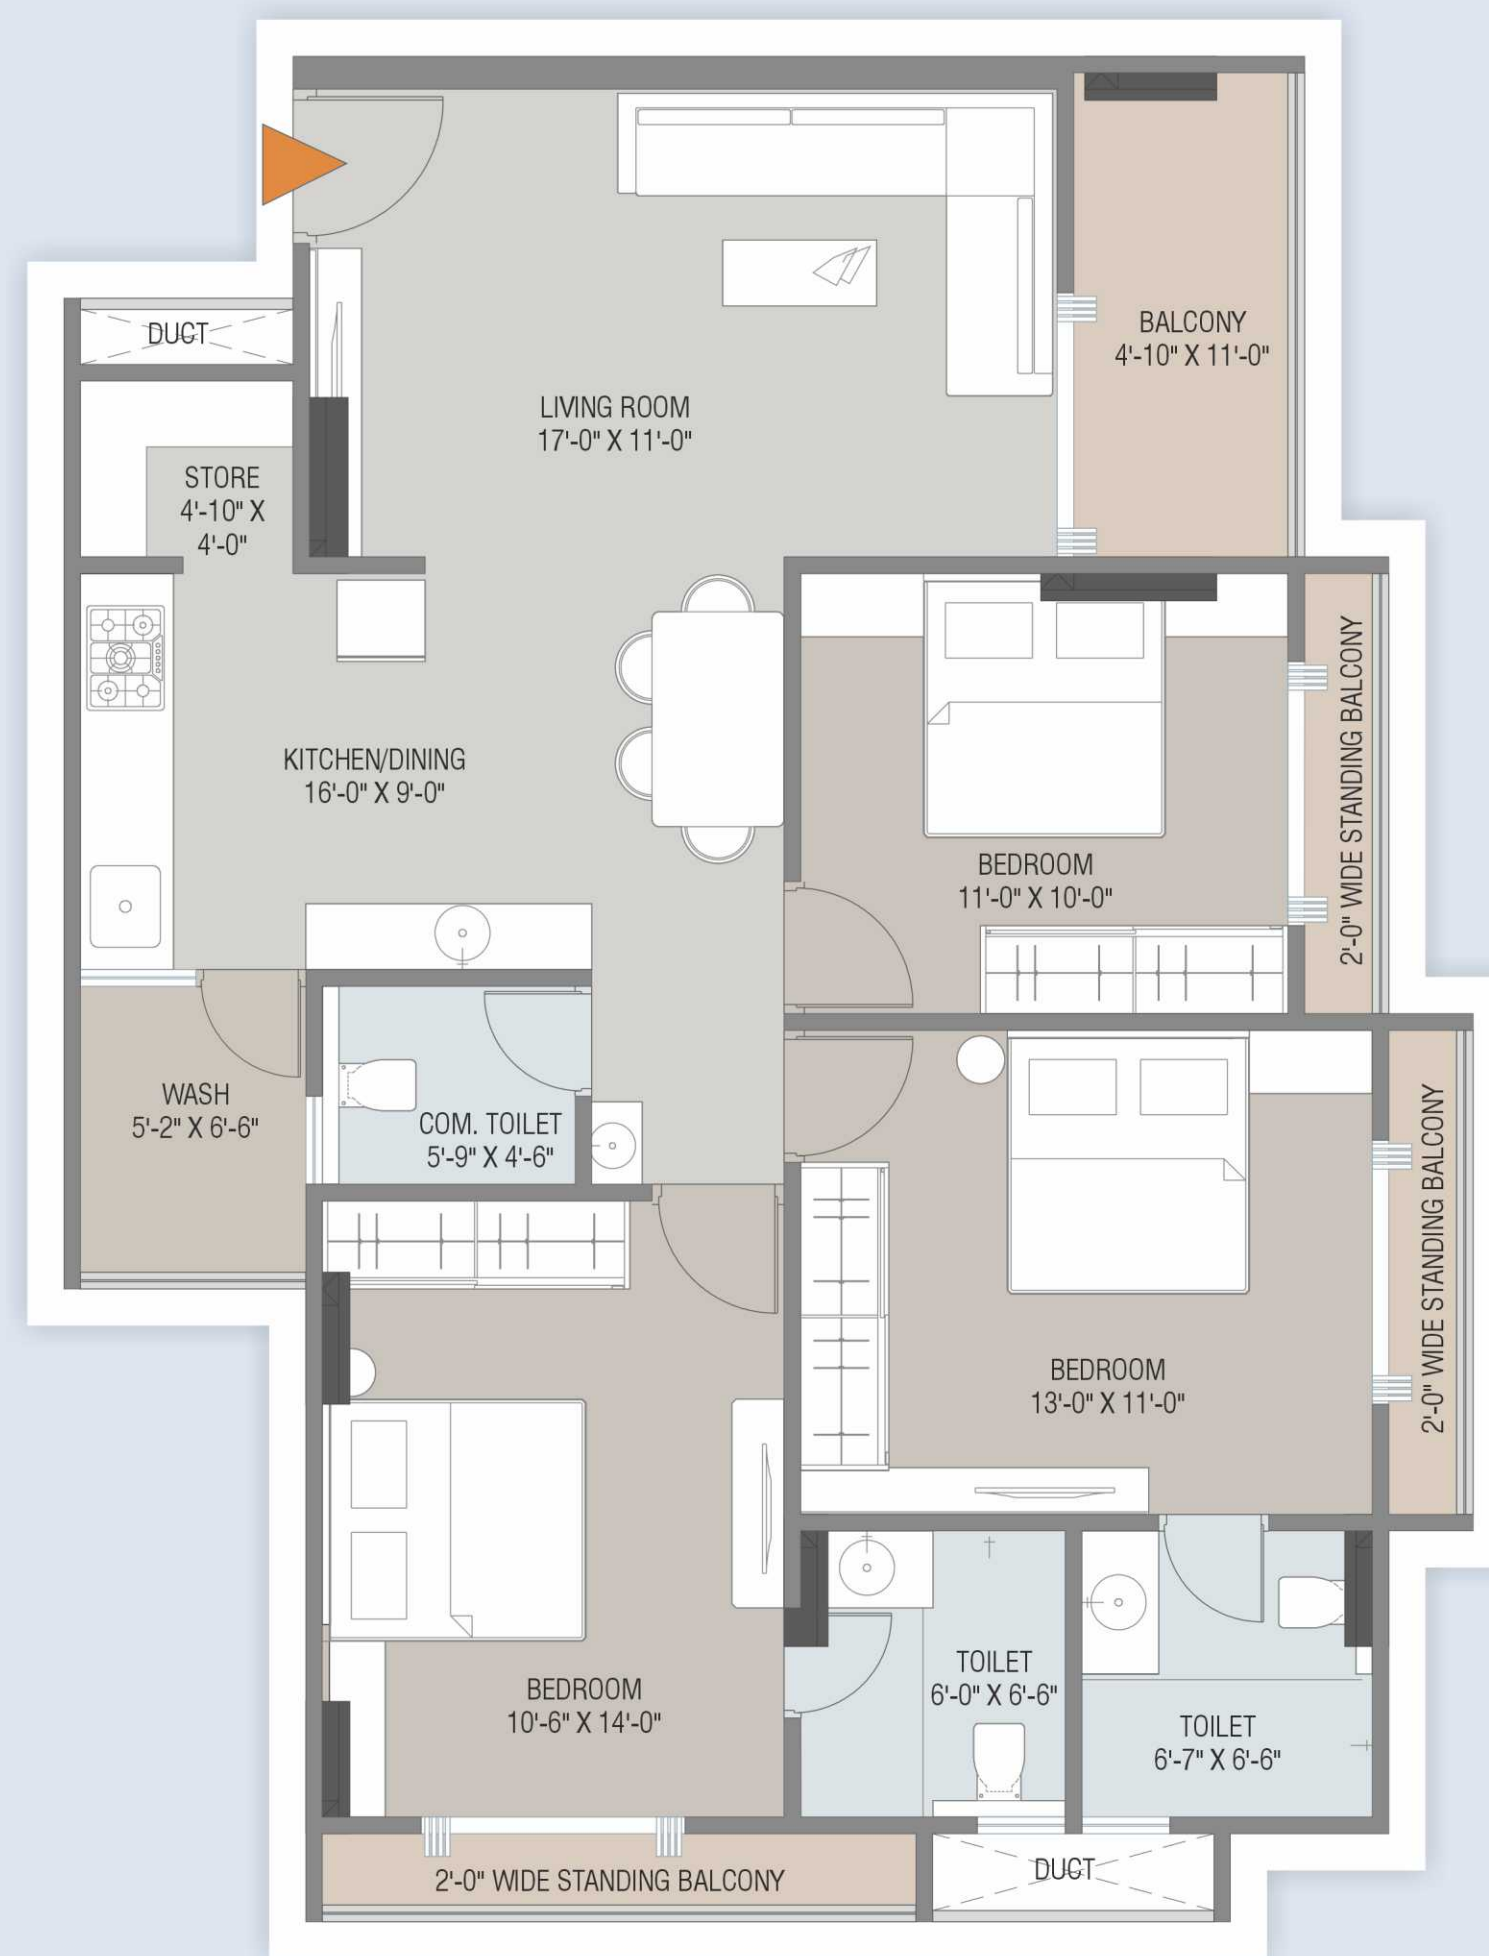 DUCT
BALCONY
4'-10" X 11'-0"
LIVING ROOM
17'-0" X 11'-0"
STORE
4'-10" X
4'-0"
KITCHEN/DINING
16'-0" X 9'-0"
BEDROOM
11'-0" X 10'-0"
2'-0" WIDE STANDING BALCONY
WASH
5'-2" X 6'-6"
COM. TOILET
5'-9" X 4'-6"
BEDROOM
13'-0" X 11'-0"
2'-0" WIDE STANDING BALCONY
BEDROOM
10'-6" X 14'-0"
TOILET
6'-0" X 6'-6"
TOILET
6'-7" X 6'-6"
2'-0" WIDE STANDING BALCONY
DUCT